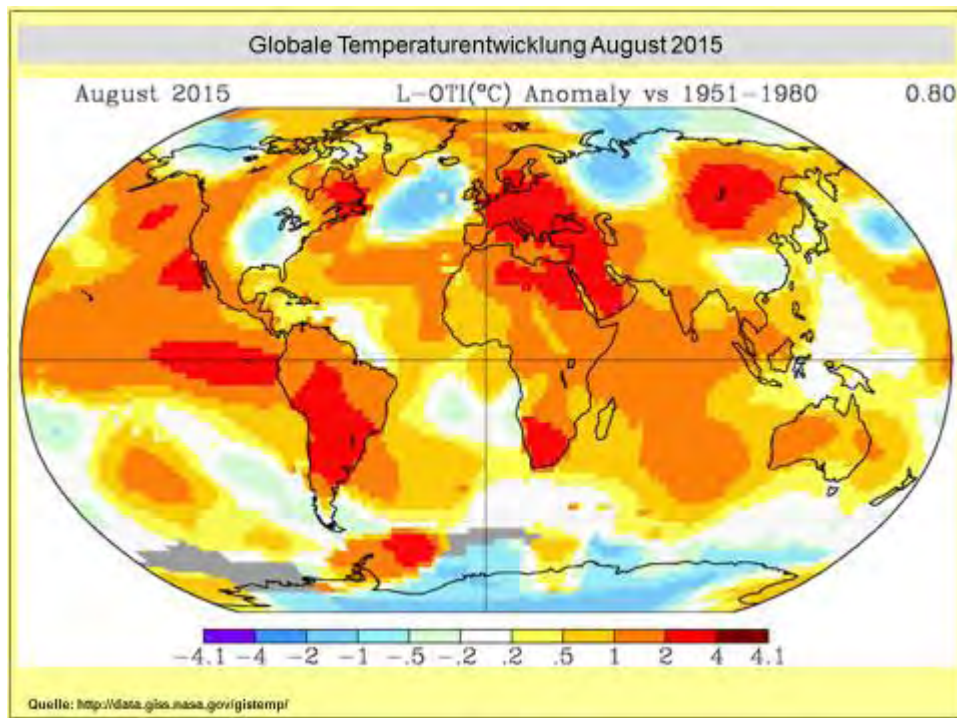 Globale Temperaturentwicklung August 2015
August 2015 L-OTI(°C) Anomaly vs 1951-1980 0.80
-4.1 -4 -2 -1 -.5 -.2 .2 .5 1 2 4 4.1
Quelle: http://data.giss.nasa.gov/gistemp/